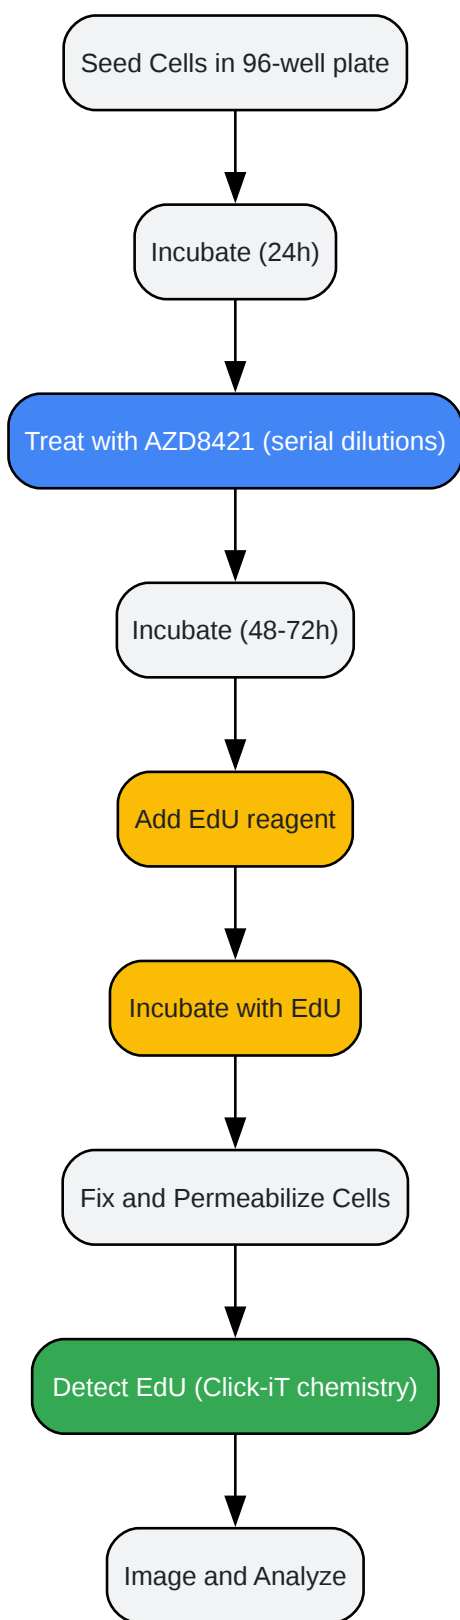 Seed Cells in 96-well plate
Incubate (24h)
Treat with AZD8421 (serial dilutions)
Incubate (48-72h)
Add EdU reagent
Incubate with EdU
Fix and Permeabilize Cells
Detect EdU (Click-iT chemistry)
Image and Analyze